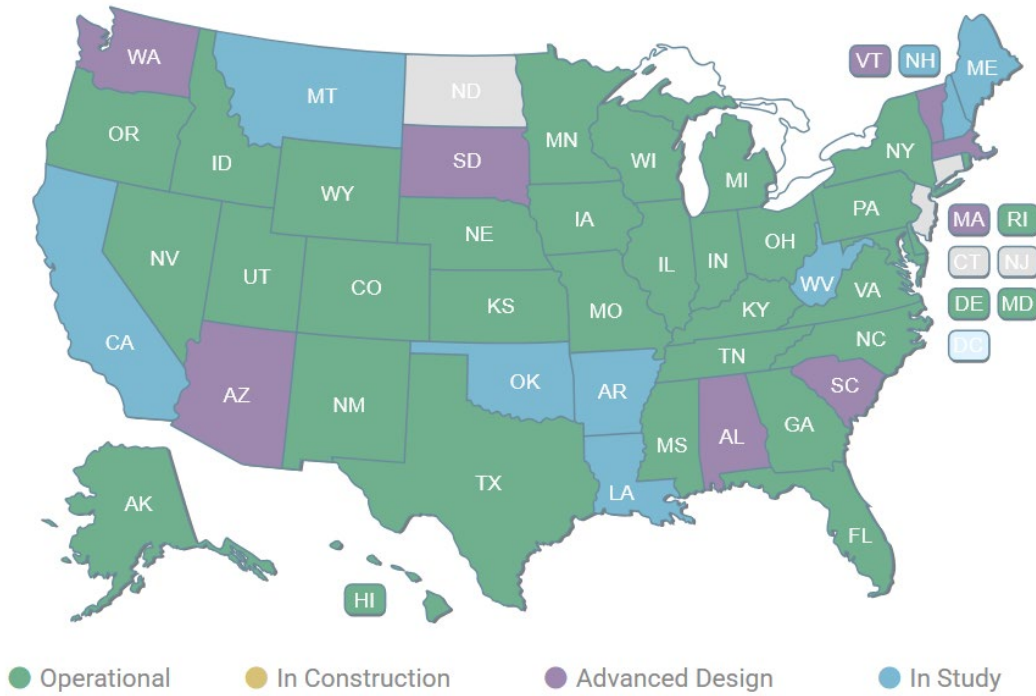 WA
VT NH
ME
MT
ND
OR
MN
ID
SD
WI
NY
WY
MI
MA RI
IA
PA
NE
OH
NV
IL
IN
CT NJ
UT
CO
WV
VA
KS
MO
KY
DE MD
CA
NC
DC
TN
OK
SC
AZ
AR
NM
GA
AL
MS
TX
LA
AK
FL
HI
Operational In Construction Advanced Design In Study